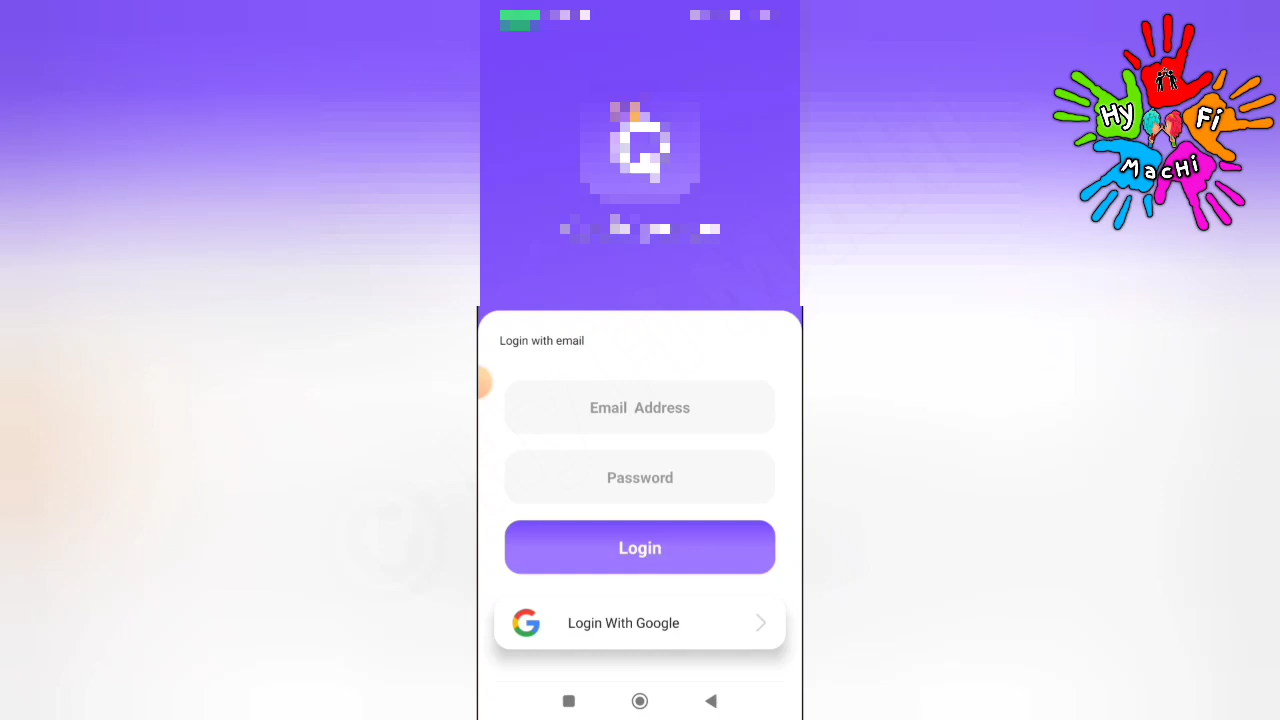 Hy
Fi
MacHi
Login with email
Email Address
Password
Login
Login With Google